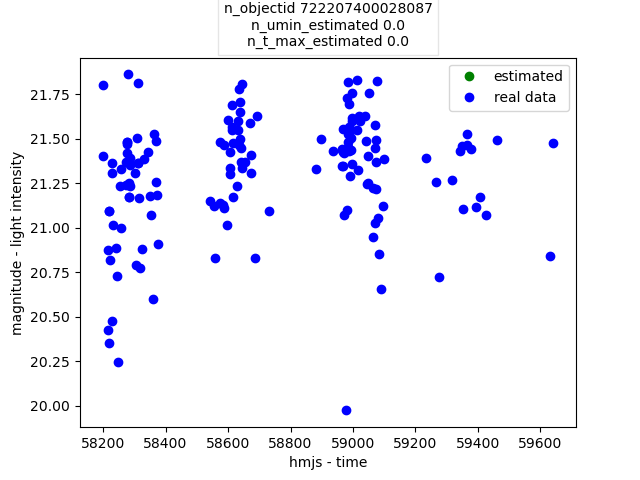 n_objectid 722207400028087
n_umin_estimated 0.0
n_t_max_estimated 0.0
estimated
real data
magnitude - light intensity
21.75
21.50
21.25
21.00
20.75
20.50
20.25
20.00
58200 58400 58600 58800 59000 59200 59400 59600
hmjs - time